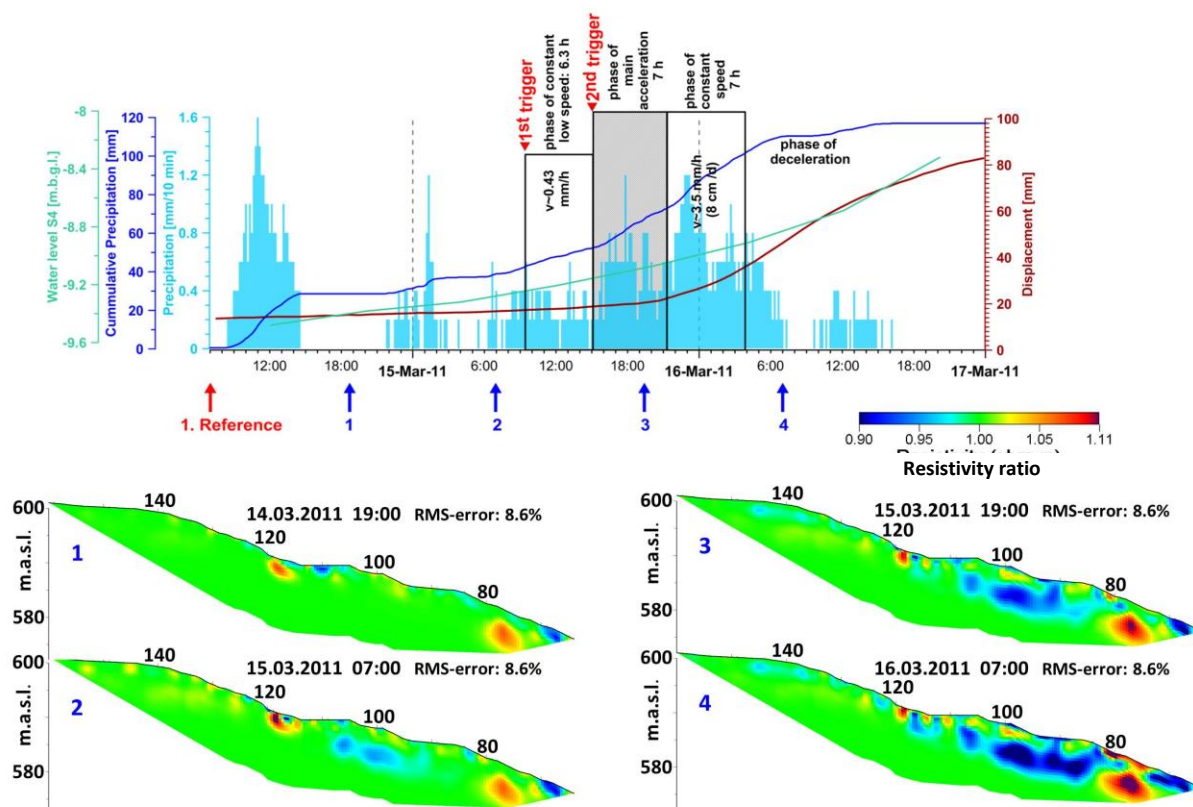 1st trigger
phase of constant
low speed: 6.3 h
2nd trigger
phase of
main
acceleration
7 h
phase of
constant
speed
7 h
v~0.43
mm/h
v~3.5 mm/h
(8 cm /d)
phase of
deceleration
Water level S4 [m.b.g.l.]
-8
-8.4
-8.8
-9.2
-9.6
Cummulative Precipitation [mm]
120
100
80
60
40
20
0
Precipitation [mm/10 min]
1.6
1.2
0.8
0.4
0
100
80
60
40
20
0
Displacement [mm]
12:00
18:00
15-Mar-11
6:00
12:00
18:00
16-Mar-11
6:00
12:00
18:00
17-Mar-11
1. Reference
1
2
3
4
0.90
0.95
1.00
1.05
1.11
Resistivity ratio
600
580
m.a.s.l.
1
140
120
100
80
14.03.2011 19:00 RMS-error: 8.6%
600
580
m.a.s.l.
3
140
120
100
80
15.03.2011 19:00 RMS-error: 8.6%
600
580
m.a.s.l.
2
140
120
100
80
15.03.2011 07:00 RMS-error: 8.6%
600
580
m.a.s.l.
4
140
120
100
80
16.03.2011 07:00 RMS-error: 8.6%